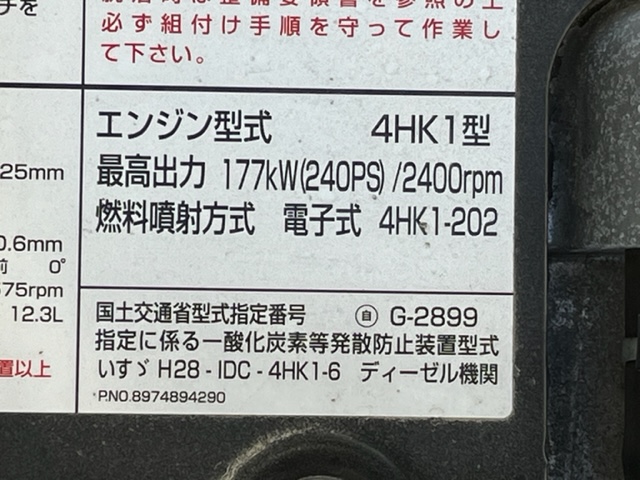 必ず組付け手順を守って作業し
て下さい。
エンジン型式 4HK1型
最高出力 177kW(240PS)/2400rpm
燃料噴射方式 電子式 4HK1-202
25mm
0.6mm
前 0°
575rpm
12.3L
置以上
国土交通省型式指定番号 自 G-2899
指定に係る一酸化炭素等発散防止装置型式
いすゞ H28-IDC-4HK1-6 ディーゼル機関
P.NO.8974894290